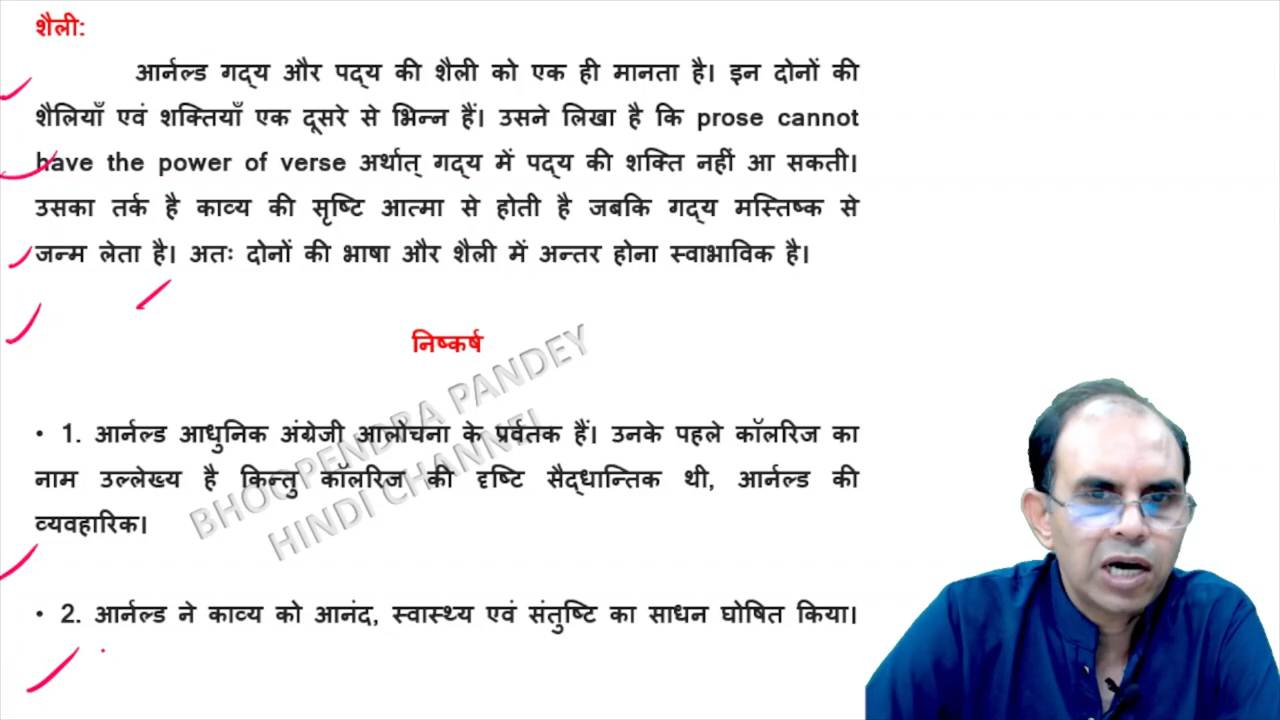 शैली:
आर्नल्ड गद्य और पद्य की शैली को एक ही मानता है। इन दोनों की
शैलियाँ एवं शक्तियाँ एक दूसरे से भिन्न हैं। उसने लिखा है कि prose cannot
have the power of verse अर्थात् गद्य में पद्य की शक्ति नहीं आ सकती।
उसका तर्क है काव्य की सृष्टि आत्मा से होती है जबकि गद्य मस्तिष्क से
जन्म लेता है। अतः दोनों की भाषा और शैली में अन्तर होना स्वाभाविक है।
निष्कर्ष
BHOOPENDRA PANDEY
HINDI CHANNEL
• 1. आर्नल्ड आधुनिक अंग्रेजी आलोचना के प्रर्वतक हैं। उनके पहले कॉलरिज का
नाम उल्लेख्य है किन्तु कॉलरिज की दृष्टि सैद्धान्तिक थी, आर्नल्ड की
व्यवहारिक।
• 2. आर्नल्ड ने काव्य को आनंद, स्वास्थ्य एवं संतुष्टि का साधन घोषित किया।